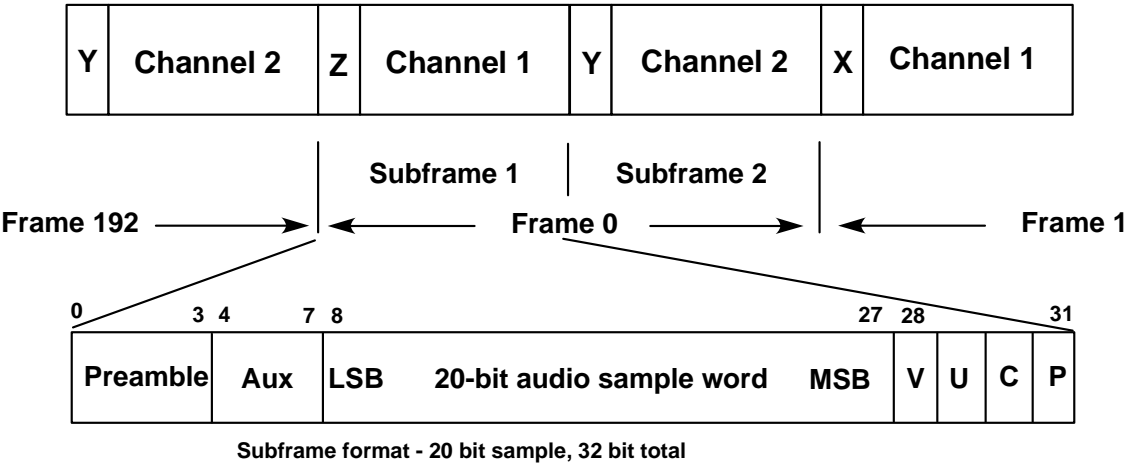 Y Channel 2 Z Channel 1 Y Channel 2 X Channel 1
Subframe 1 Subframe 2
Frame 192 Frame 0 Frame 1
0 3 4 7 8 27 28 31
Preamble Aux LSB 20-bit audio sample word MSB V U C P
Subframe format - 20 bit sample, 32 bit total